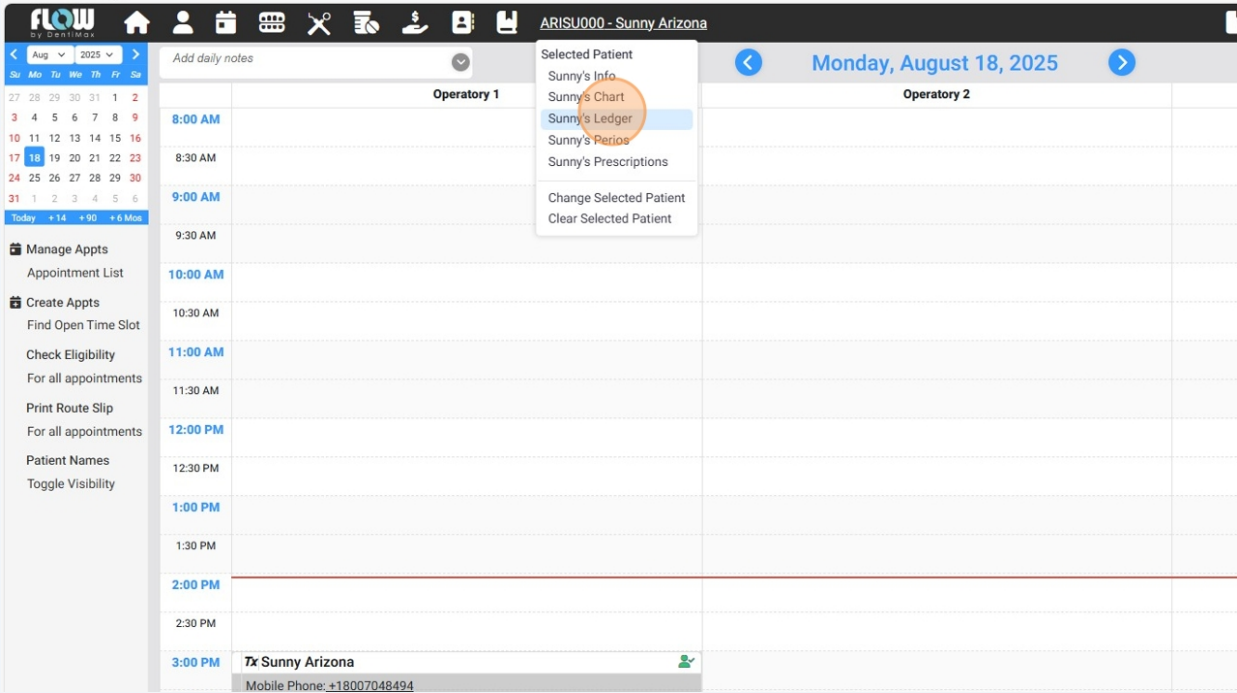 FLOW
by DentiMax
ARISU000 - Sunny Arizona
Aug 2025
Su Mo Tu We Th Fr Sa
27 28 29 30 31 1 2
3 4 5 6 7 8 9
10 11 12 13 14 15 16
17 18 19 20 21 22 23
24 25 26 27 28 29 30
31 1 2 3 4 5 6
Today +14 +90 +6 Mos
Manage Appts
Appointment List
Create Appts
Find Open Time Slot
Check Eligibility
For all appointments
Print Route Slip
For all appointments
Patient Names
Toggle Visibility
Add daily notes
Selected Patient
Sunny's Info
Sunny's Chart
Sunny's Ledger
Sunny's Perios
Sunny's Prescriptions
Change Selected Patient
Clear Selected Patient
Monday, August 18, 2025
Operatory 1 Operatory 2
8:00 AM
8:30 AM
9:00 AM
9:30 AM
10:00 AM
10:30 AM
11:00 AM
11:30 AM
12:00 PM
12:30 PM
1:00 PM
1:30 PM
2:00 PM
2:30 PM
3:00 PM Tx Sunny Arizona
Mobile Phone: +18007048494